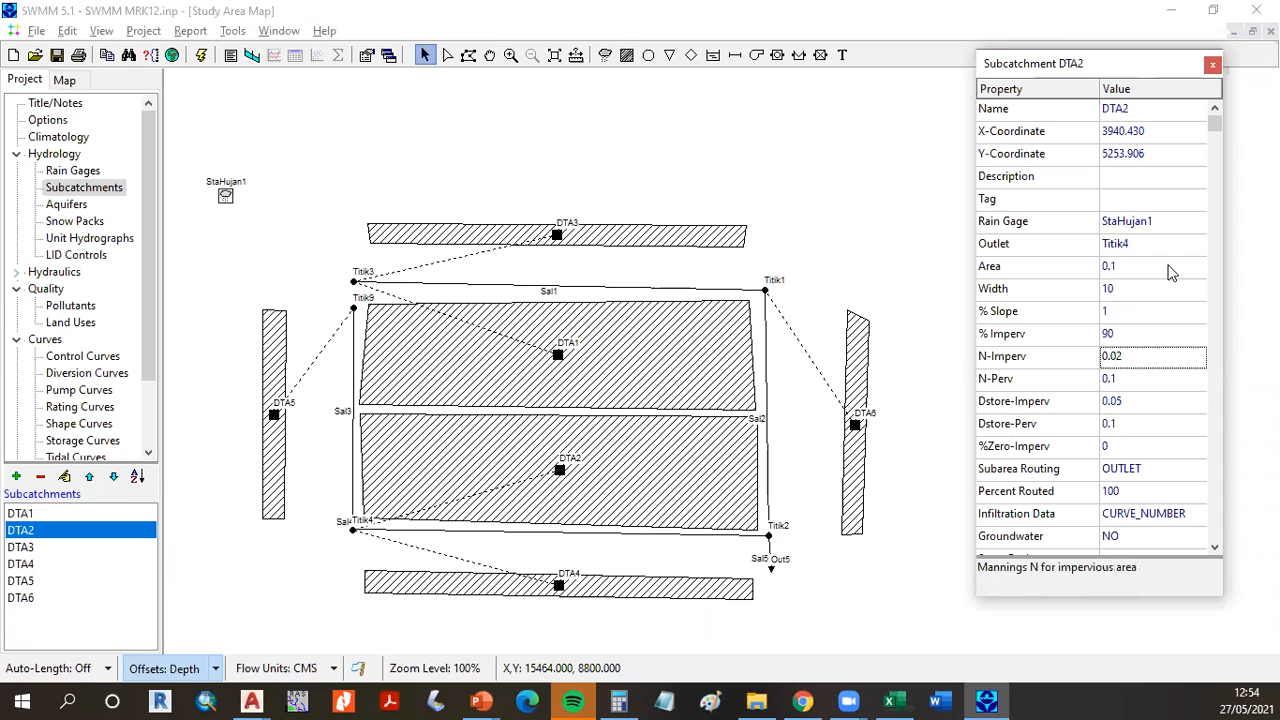 SWMM 5.1 - SWMM MRK12.inp - [Study Area Map]
File Edit View Project Report Tools Window Help
Project Map
Title/Notes
Options
Climatology
Hydrology
Rain Gages
Subcatchments
Aquifers
Snow Packs
Unit Hydrographs
LID Controls
Hydraulics
Quality
Pollutants
Land Uses
Curves
Control Curves
Diversion Curves
Pump Curves
Rating Curves
Shape Curves
Storage Curves
Tidal Curves
Subcatchments
DTA1
DTA2
DTA3
DTA4
DTA5
DTA6
StaHujan1
DTA3
Titik3
Titik1
Sal1
Titik9
DTA1
DTA5
Sal3
DTA6
Sal2
DTA2
Titik4
Titik2
Sal5 Out5
DTA4
Subcatchment DTA2
Property Value
Name DTA2
X-Coordinate 3940.430
Y-Coordinate 5253.906
Description
Tag
Rain Gage StaHujan1
Outlet Titik4
Area 0.1
Width 10
% Slope 1
% Imperv 90
N-Imperv 0.02
N-Perv 0.1
Dstore-Imperv 0.05
Dstore-Perv 0.1
%Zero-Imperv 0
Subarea Routing OUTLET
Percent Routed 100
Infiltration Data CURVE_NUMBER
Groundwater NO
Mannings N for impervious area
Auto-Length: Off Offsets: Depth Flow Units: CMS Zoom Level: 100% X,Y: 15464.000, 8800.000
12:54
27/05/2021